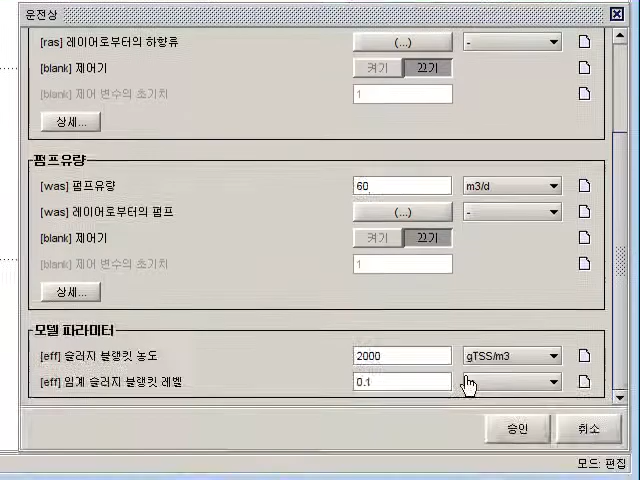 운전상
[ras] 레이어로부터의 하향류 (...) -
[blank] 제어기 켜기 끄기
[blank] 제어 변수의 초기치 1
상세...
펌프유량
[was] 펌프유량 60 m3/d
[was] 레이어로부터의 펌프 (...) -
[blank] 제어기 켜기 끄기
[blank] 제어 변수의 초기치 1
상세...
모델 파라미터
[eff] 슬러지 블랭킷 농도 2000 gTSS/m3
[eff] 임계 슬러지 블랭킷 레벨 0.1
승인 취소
모드: 편집